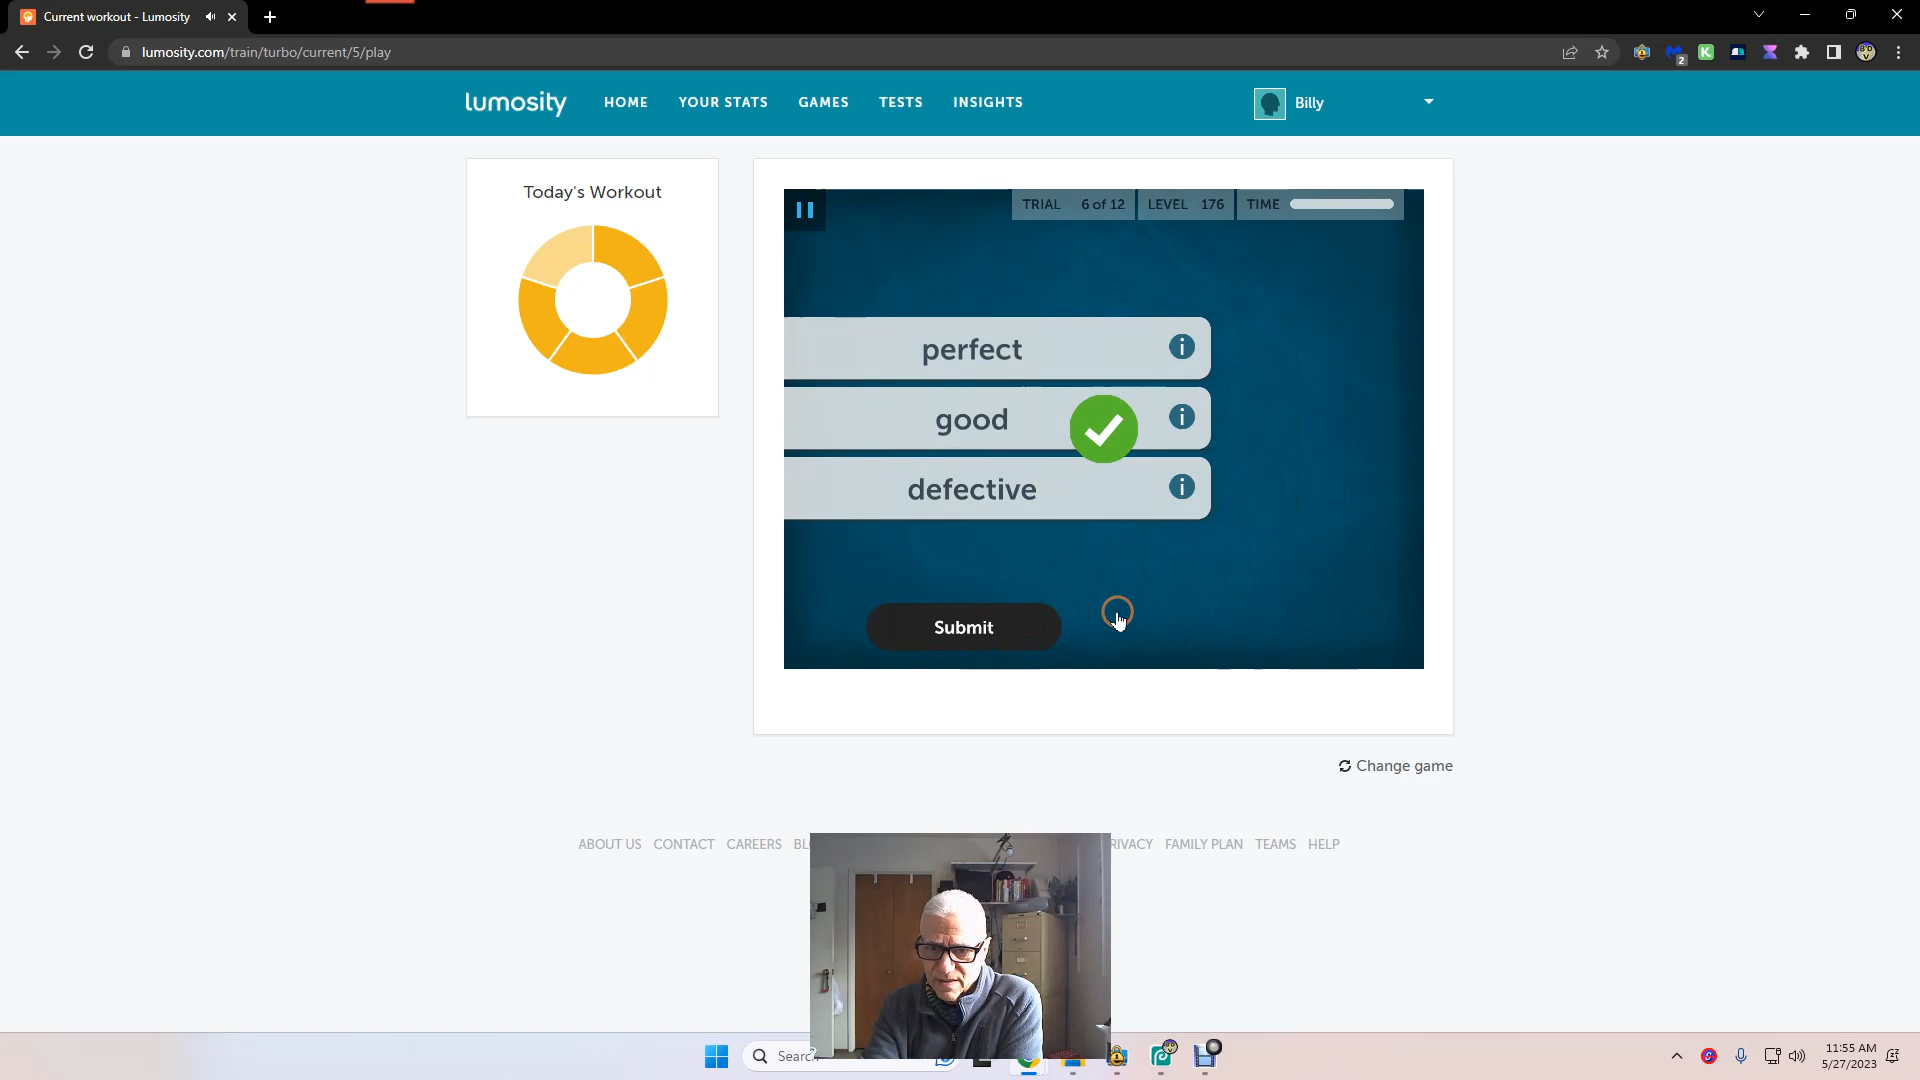 Current workout - Lumosity
lumosity.com/train/turbo/current/5/play
2
lumosity HOME YOUR STATS GAMES TESTS INSIGHTS Billy
Today's Workout
TRIAL 6 of 12 LEVEL 176 TIME
perfect
good
defective
Submit
Change game
ABOUT US CONTACT CAREERS FAMILY PLAN TEAMS HELP
Search
11:55 AM
5/27/2023